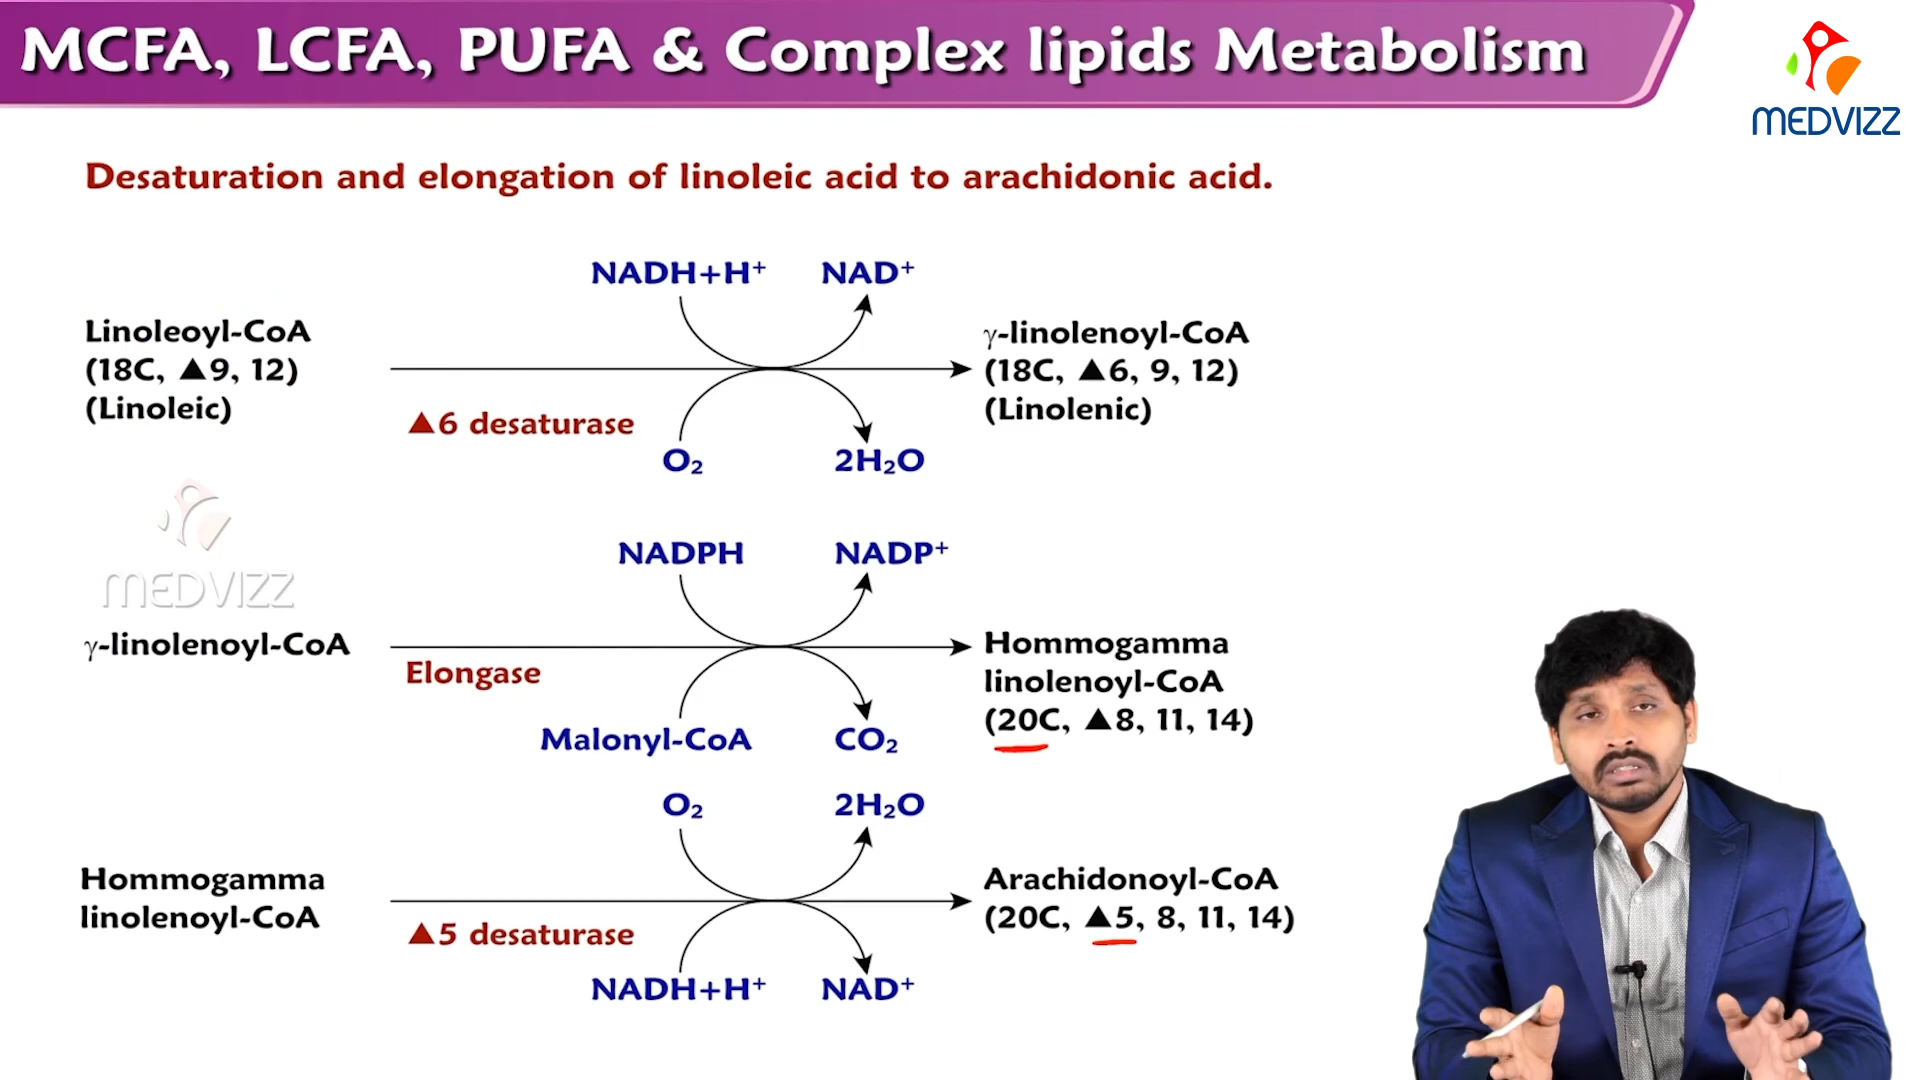 MCFA, LCFA, PUFA & Complex lipids Metabolism
MEDVIZZ
Desaturation and elongation of linoleic acid to arachidonic acid.
NADH+H⁺ NAD⁺
Linoleoyl-CoA
(18C, ▲9, 12)
(Linoleic)
γ-linolenoyl-CoA
(18C, ▲6, 9, 12)
(Linolenic)
▲6 desaturase
O₂ 2H₂O
MEDVIZZ
NADPH NADP⁺
γ-linolenoyl-CoA
Elongase
Hommogamma
linolenoyl-CoA
(20C, ▲8, 11, 14)
Malonyl-CoA CO₂
O₂ 2H₂O
Hommogamma
linolenoyl-CoA
▲5 desaturase
Arachidonoyl-CoA
(20C, ▲5, 8, 11, 14)
NADH+H⁺ NAD⁺